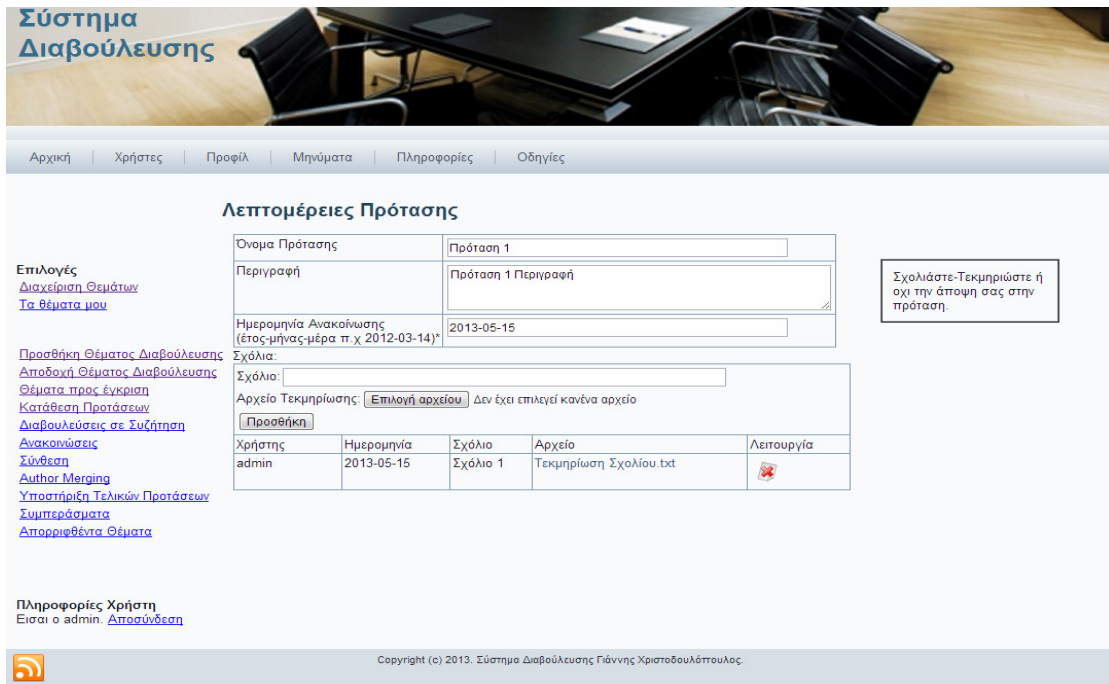 Σύστημα
Διαβούλευσης
Αρχική Χρήστες Προφίλ Μηνύματα Πληροφορίες Οδηγίες
Λεπτομέρειες Πρότασης
Επιλογές
Διαχείριση Θεμάτων
Τα θέματα μου
Προσθήκη Θέματος Διαβούλευσης
Αποδοχή Θέματος Διαβούλευσης
Θέματα προς έγκριση
Κατάθεση Προτάσεων
Διαβουλεύσεις σε Συζήτηση
Ανακοινώσεις
Σύνθεση
Author Merging
Υποστήριξη Τελικών Προτάσεων
Συμπεράσματα
Απορριφθέντα Θέματα
Πληροφορίες Χρήστη
Εισαι ο admin. Αποσύνδεση
Όνομα Πρότασης Πρόταση 1
Περιγραφή Πρόταση 1 Περιγραφή
Ημερομηνία Ανακοίνωσης
(έτος-μήνας-μέρα π.χ 2012-03-14)* 2013-05-15
Σχόλια:
Σχόλιο:
Αρχείο Τεκμηρίωσης: Επιλογή αρχείου Δεν έχει επιλεγεί κανένα αρχείο
Προσθήκη
Χρήστης Ημερομηνία Σχόλιο Αρχείο Λειτουργία
admin 2013-05-15 Σχόλιο 1 Τεκμηρίωση Σχολίου.txt
Σχολιάστε-Τεκμηριώστε ή
οχι την άποψη σας στην
πρόταση.
Copyright (c) 2013. Σύστημα Διαβούλευσης Γιάννης Χριστοδουλόπουλος.